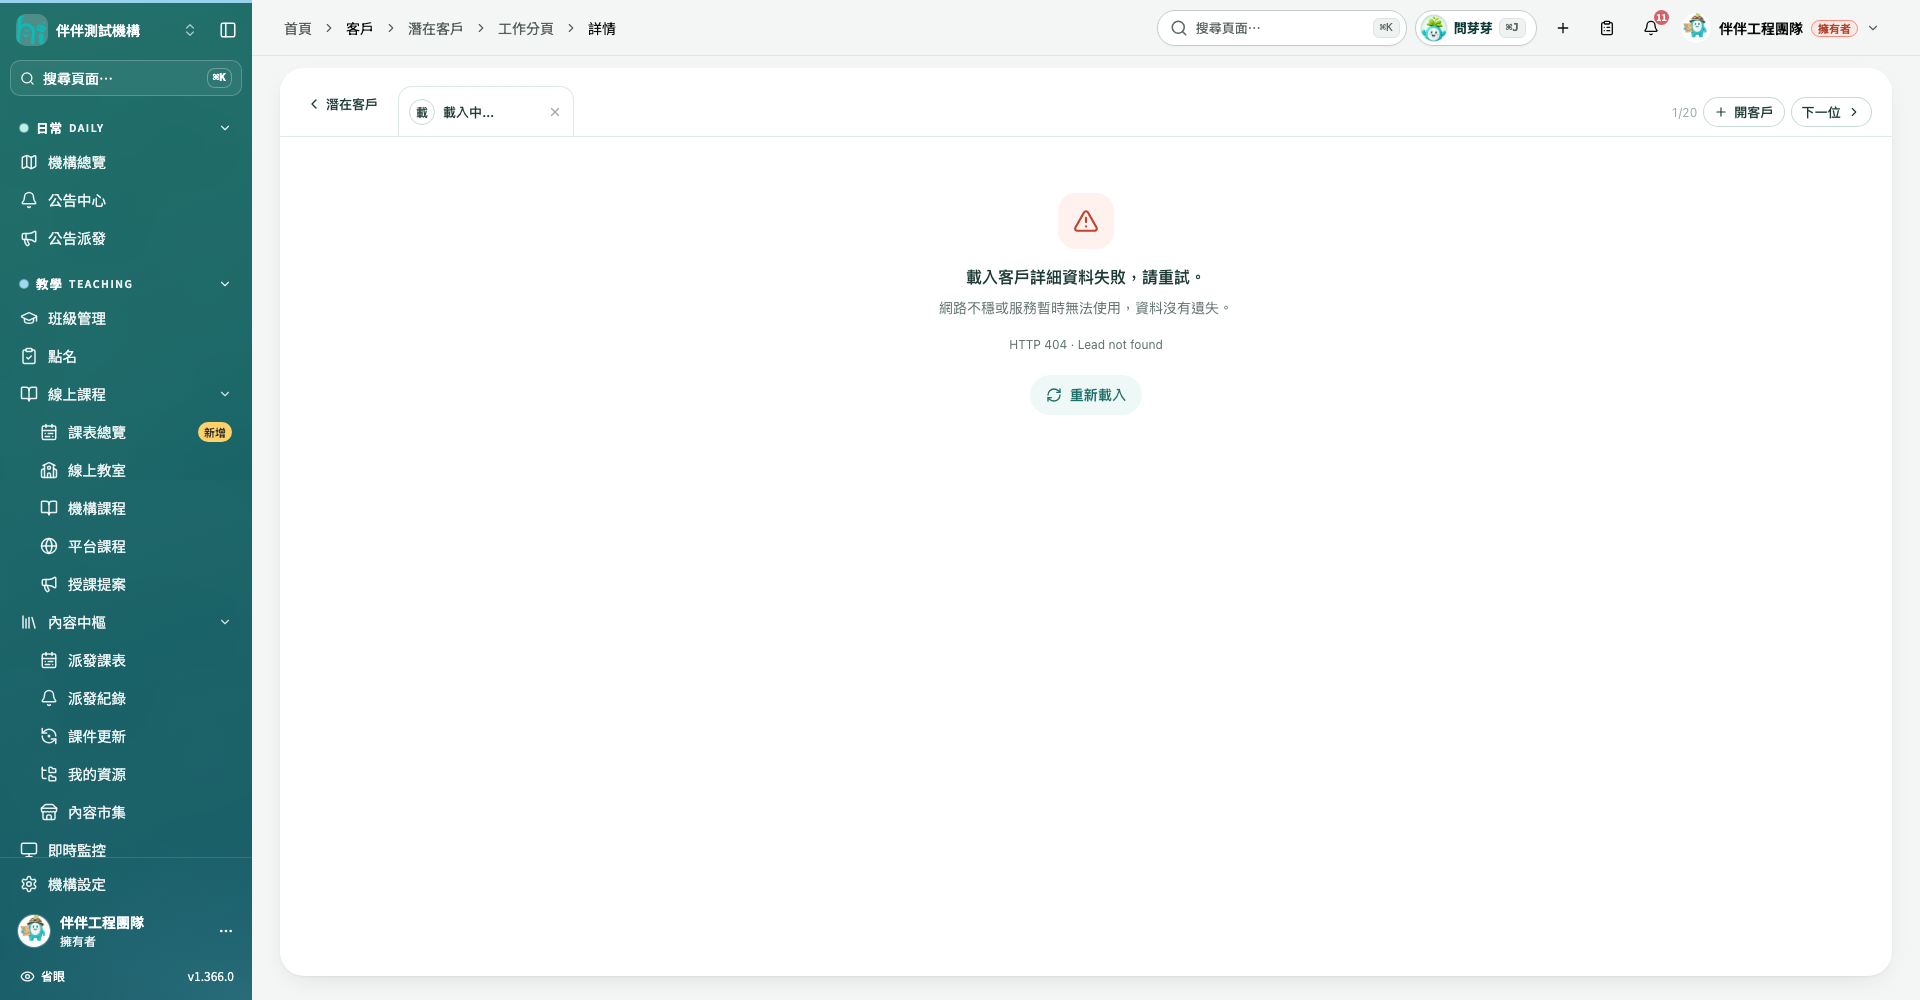 伴伴測試機構
搜尋頁面⋯
⌘K
日常 DAILY
機構總覽
公告中心
公告派發
教學 TEACHING
班級管理
點名
線上課程
課表總覽
新增
線上教室
機構課程
平台課程
授課提案
內容中樞
派發課表
派發紀錄
課件更新
我的資源
內容市集
即時監控
機構設定
伴伴工程團隊
擁有者
省眼
v1.366.0
首頁 > 客戶 > 潛在客戶 > 工作分頁 > 詳情
搜尋頁面⋯
⌘K
問芽芽
⌘J
11
伴伴工程團隊
擁有者
潛在客戶
載
載入中...
1/20
開客戶
下一位
載入客戶詳細資料失敗，請重試。
網路不穩或服務暫時無法使用，資料沒有遺失。
HTTP 404 · Lead not found
重新載入